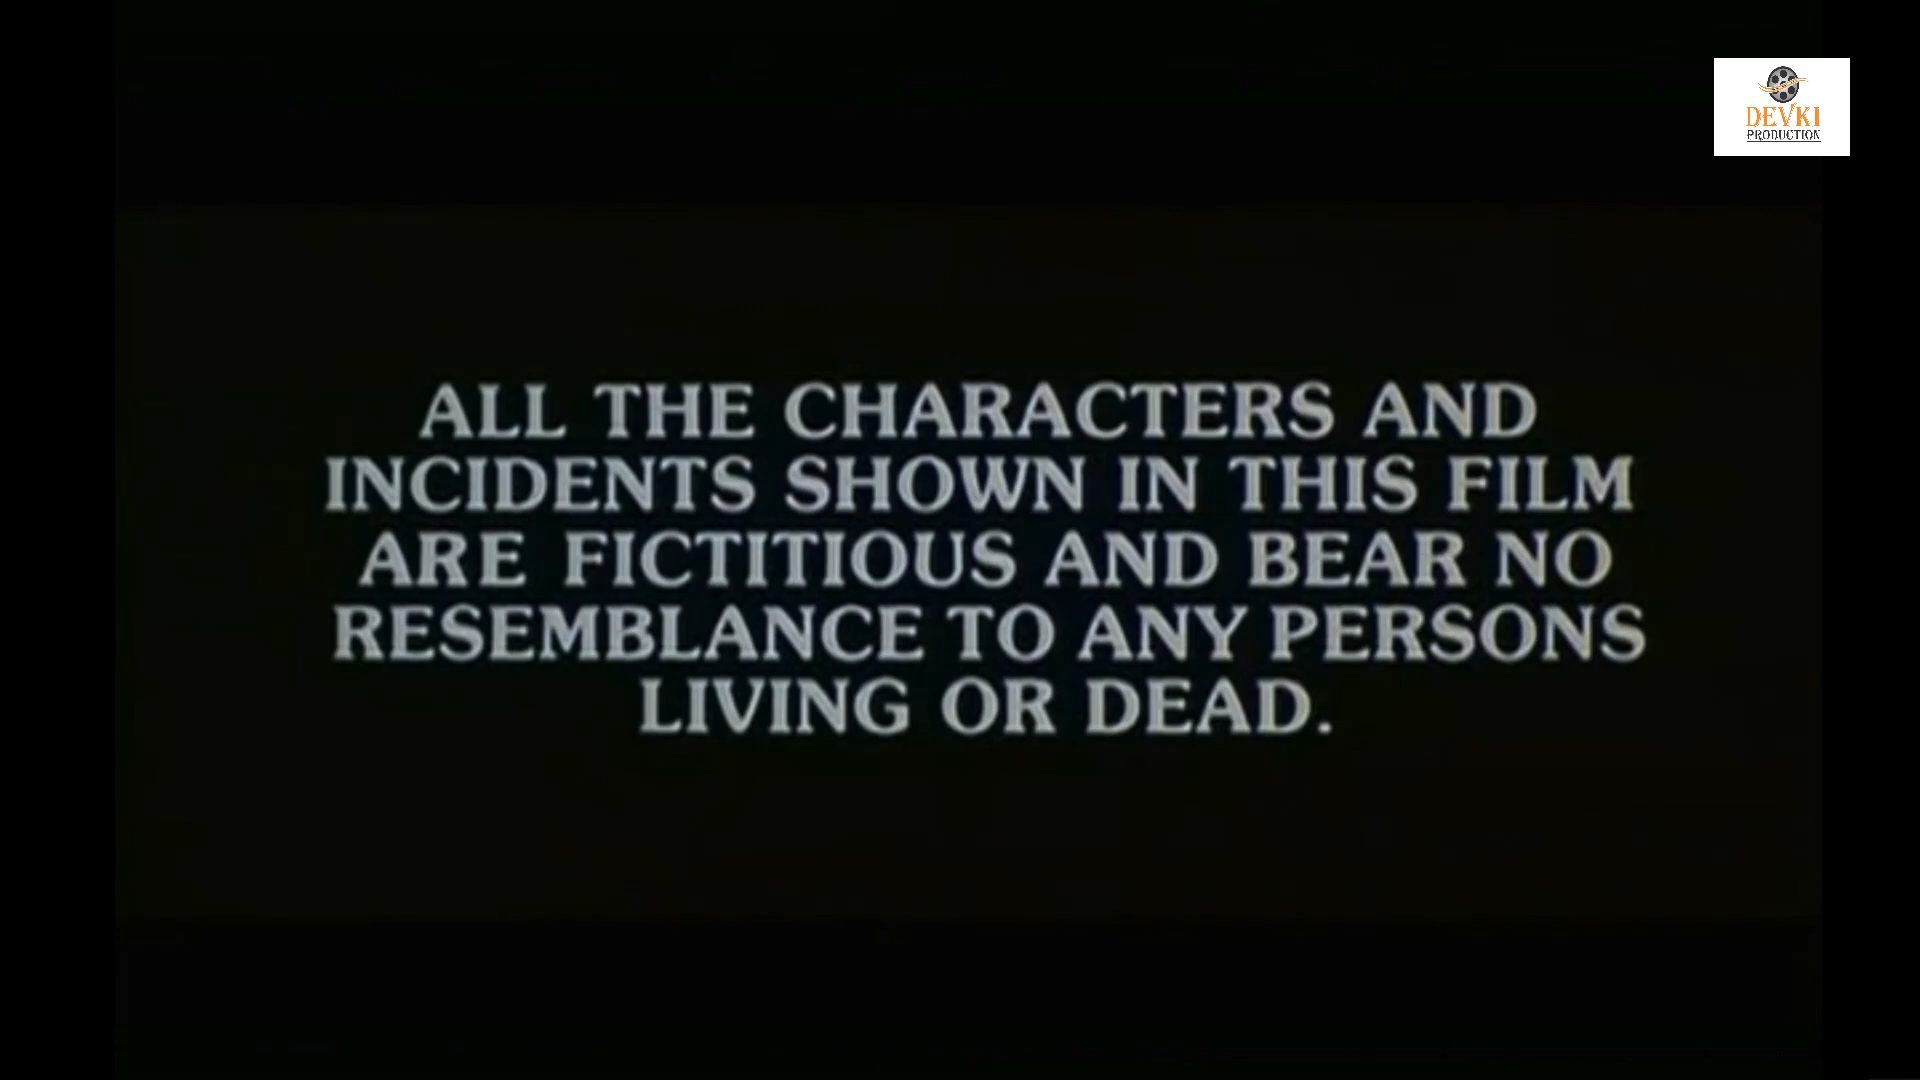 DEVKI
PRODUCTION
ALL THE CHARACTERS AND
INCIDENTS SHOWN IN THIS FILM
ARE FICTITIOUS AND BEAR NO
RESEMBLANCE TO ANY PERSONS
LIVING OR DEAD.